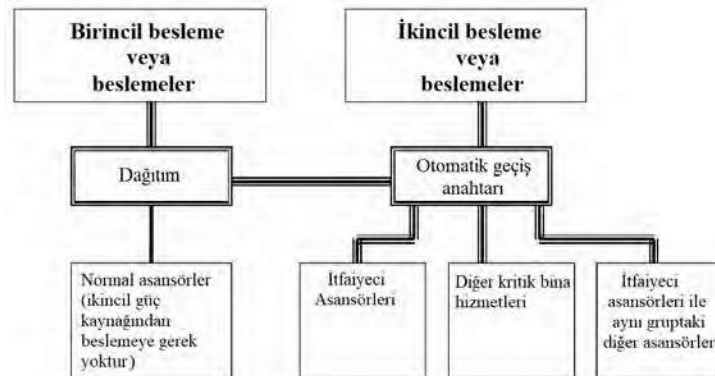 Birincil besleme
veya
beslemeler
İkincil besleme
veya
beslemeler
Dağıtım
Otomatik geçiş
anahtarı
Normal asansörler
(ikincil güç
kaynağından
beslemeye gerek
yoktur)
İtfaiyeci
Asansörleri
Diğer kritik bina
hizmetleri
İtfaiyeci
asansörleri ile
aynı gruptaki
diğer asansörler